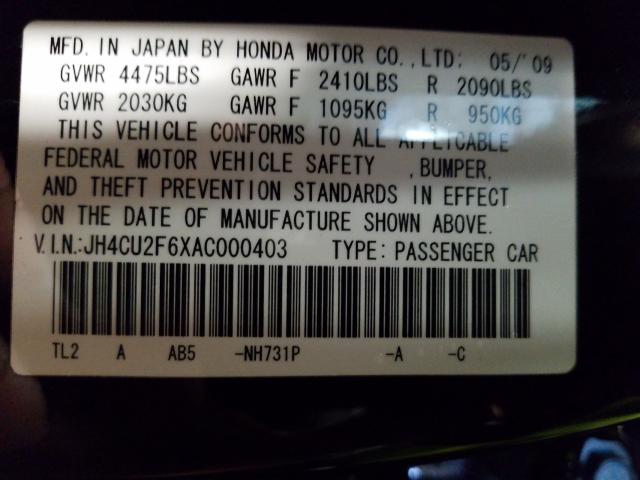 MFD. IN JAPAN BY HONDA MOTOR CO.,LTD: 05/'09
GVWR 4475LBS GAWR F 2410LBS R 2090LBS
GVWR 2030KG GAWR F 1095KG R 950KG
THIS VEHICLE CONFORMS TO ALL APPLICABLE
FEDERAL MOTOR VEHICLE SAFETY ,BUMPER,
AND THEFT PREVENTION STANDARDS IN EFFECT
ON THE DATE OF MANUFACTURE SHOWN ABOVE.
V.I.N.:JH4CU2F6XAC000403 TYPE: PASSENGER CAR
TL2 A AB5 -NH731P -A -C